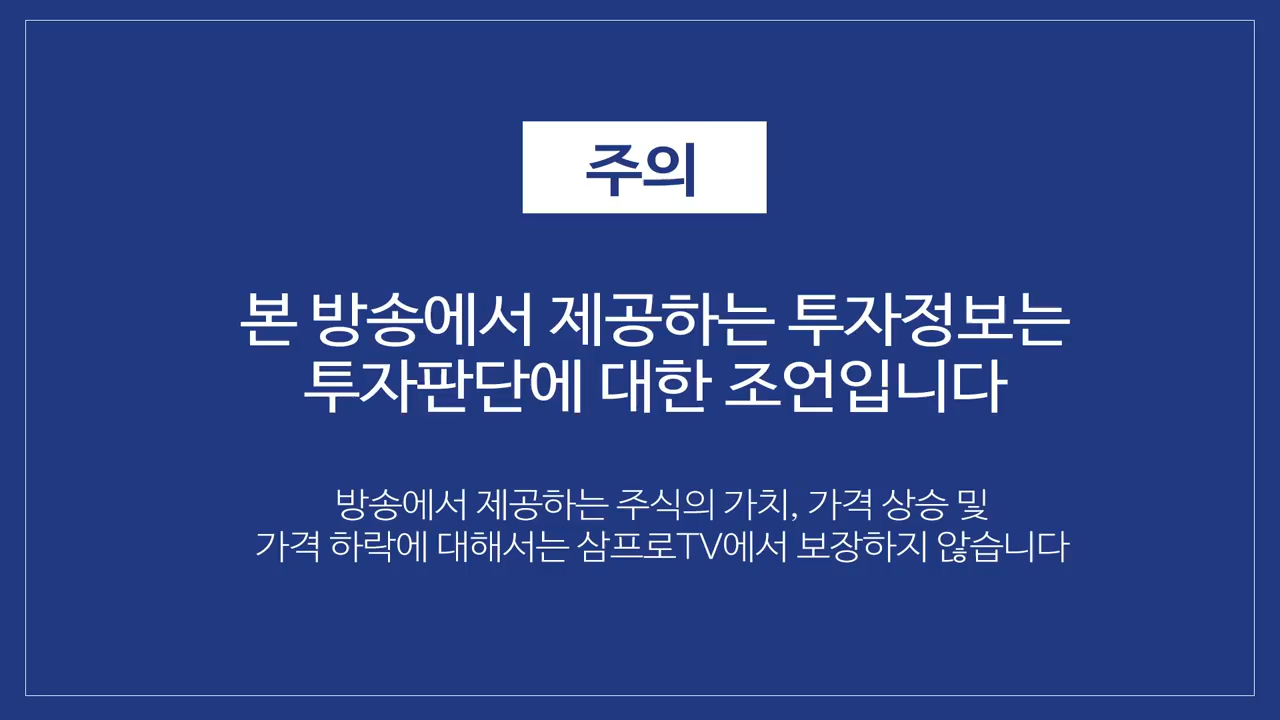 주의
본 방송에서 제공하는 투자정보는
투자판단에 대한 조언입니다
방송에서 제공하는 주식의 가치, 가격 상승 및
가격 하락에 대해서는 삼프로TV에서 보장하지 않습니다